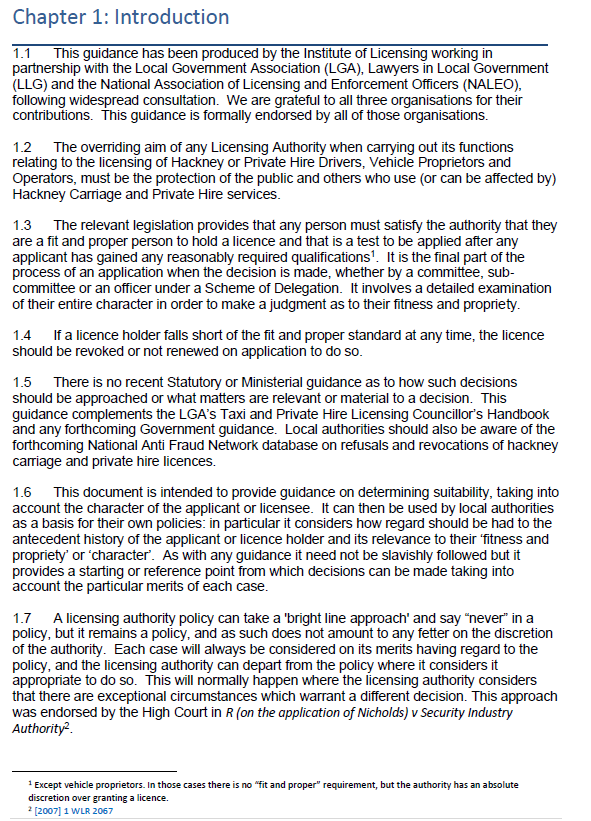 Chapter 1: Introduction
1.1 This guidance has been produced by the Institute of Licensing working in
partnership with the Local Government Association (LGA), Lawyers in Local Government
(LLG) and the National Association of Licensing and Enforcement Officers (NALEO),
following widespread consultation. We are grateful to all three organisations for their
contributions. This guidance is formally endorsed by all of those organisations.
1.2 The overriding aim of any Licensing Authority when carrying out its functions
relating to the licensing of Hackney or Private Hire Drivers, Vehicle Proprietors and
Operators, must be the protection of the public and others who use (or can be affected by)
Hackney Carriage and Private Hire services.
1.3 The relevant legislation provides that any person must satisfy the authority that they
are a fit and proper person to hold a licence and that is a test to be applied after any
applicant has gained any reasonably required qualifications¹. It is the final part of the
process of an application when the decision is made, whether by a committee, sub-
committee or an officer under a Scheme of Delegation. It involves a detailed examination
of their entire character in order to make a judgment as to their fitness and propriety.
1.4 If a licence holder falls short of the fit and proper standard at any time, the licence
should be revoked or not renewed on application to do so.
1.5 There is no recent Statutory or Ministerial guidance as to how such decisions
should be approached or what matters are relevant or material to a decision. This
guidance complements the LGA's Taxi and Private Hire Licensing Councillor's Handbook
and any forthcoming Government guidance. Local authorities should also be aware of the
forthcoming National Anti Fraud Network database on refusals and revocations of hackney
carriage and private hire licences.
1.6 This document is intended to provide guidance on determining suitability, taking into
account the character of the applicant or licensee. It can then be used by local authorities
as a basis for their own policies: in particular it considers how regard should be had to the
antecedent history of the applicant or licence holder and its relevance to their 'fitness and
propriety' or 'character'. As with any guidance it need not be slavishly followed but it
provides a starting or reference point from which decisions can be made taking into
account the particular merits of each case.
1.7 A licensing authority policy can take a 'bright line approach' and say “never” in a
policy, but it remains a policy, and as such does not amount to any fetter on the discretion
of the authority. Each case will always be considered on its merits having regard to the
policy, and the licensing authority can depart from the policy where it considers it
appropriate to do so. This will normally happen where the licensing authority considers
that there are exceptional circumstances which warrant a different decision. This approach
was endorsed by the High Court in R (on the application of Nicholds) v Security Industry
Authority².
¹ Except vehicle proprietors. In those cases there is no “fit and proper” requirement, but the authority has an absolute
discretion over granting a licence.
² [2007] 1 WLR 2067